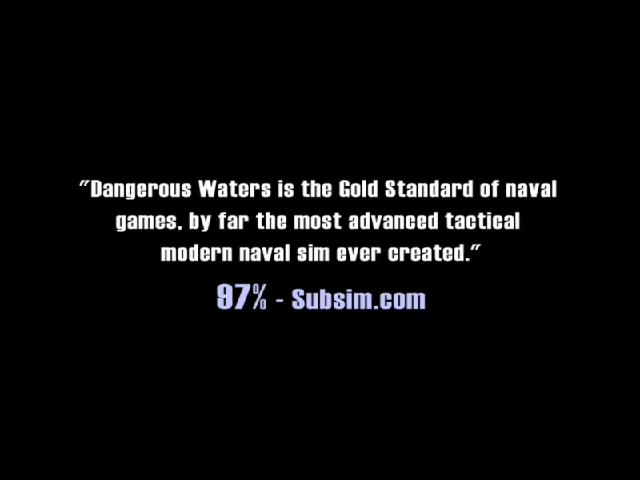 "Dangerous Waters is the Gold Standard of naval
games, by far the most advanced tactical
modern naval sim ever created."
97% - Subsim.com